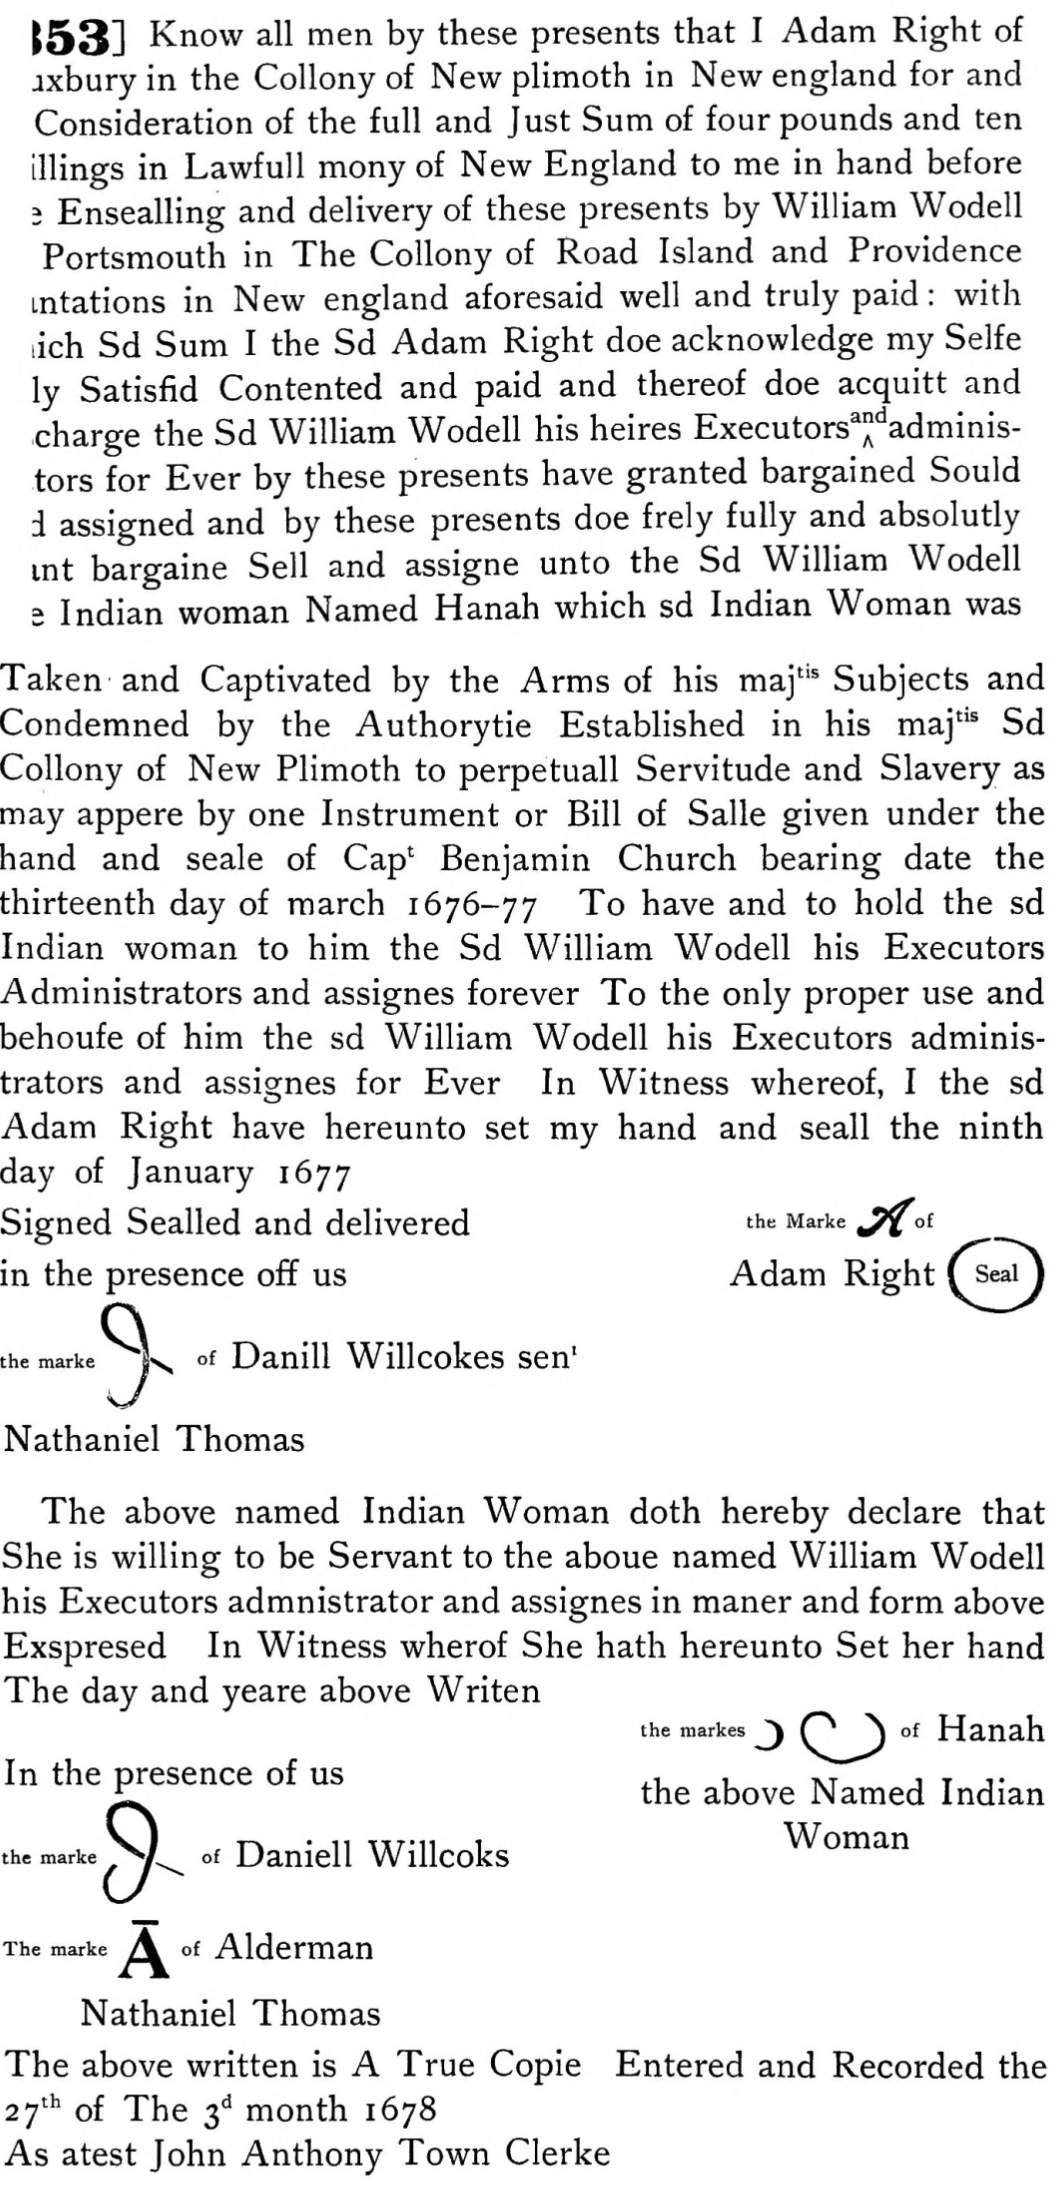 353] Know all men by these presents that I Adam Right of
uxbury in the Collony of New plimoth in New england for and
Consideration of the full and Just Sum of four pounds and ten
illings in Lawfull mony of New England to me in hand before
e Ensealling and delivery of these presents by William Wodell
Portsmouth in The Collony of Road Island and Providence
ntations in New england aforesaid well and truly paid: with
ich Sd Sum I the Sd Adam Right doe acknowledge my Selfe
ly Satisfid Contented and paid and thereof doe acquitt and
charge the Sd William Wodell his heires Executors and adminis-
tors for Ever by these presents have granted bargained Sould
d assigned and by these presents doe frely fully and absolutly
nt bargaine Sell and assigne unto the Sd William Wodell
e Indian woman Named Hanah which sd Indian Woman was
Taken and Captivated by the Arms of his majtis Subjects and
Condemned by the Authorytie Established in his majtis Sd
Collony of New Plimoth to perpetuall Servitude and Slavery as
may appere by one Instrument or Bill of Salle given under the
hand and seale of Capt Benjamin Church bearing date the
thirteenth day of march 1676–77 To have and to hold the sd
Indian woman to him the Sd William Wodell his Executors
Administrators and assignes forever To the only proper use and
behoufe of him the sd William Wodell his Executors adminis-
trators and assignes for Ever In Witness whereof, I the sd
Adam Right have hereunto set my hand and seall the ninth
day of January 1677
Signed Sealled and delivered
the Marke A of
in the presence off us
Adam Right Seal
the marke of Danill Willcokes senr
Nathaniel Thomas
The above named Indian Woman doth hereby declare that
She is willing to be Servant to the aboue named William Wodell
his Executors admnistrator and assignes in maner and form above
Exspresed In Witness wherof She hath hereunto Set her hand
The day and yeare above Writen
the markes of Hanah
In the presence of us
the above Named Indian
Woman
the marke of Daniell Willcoks
The marke Ā of Alderman
Nathaniel Thomas
The above written is A True Copie Entered and Recorded the
27th of The 3d month 1678
As atest John Anthony Town Clerke